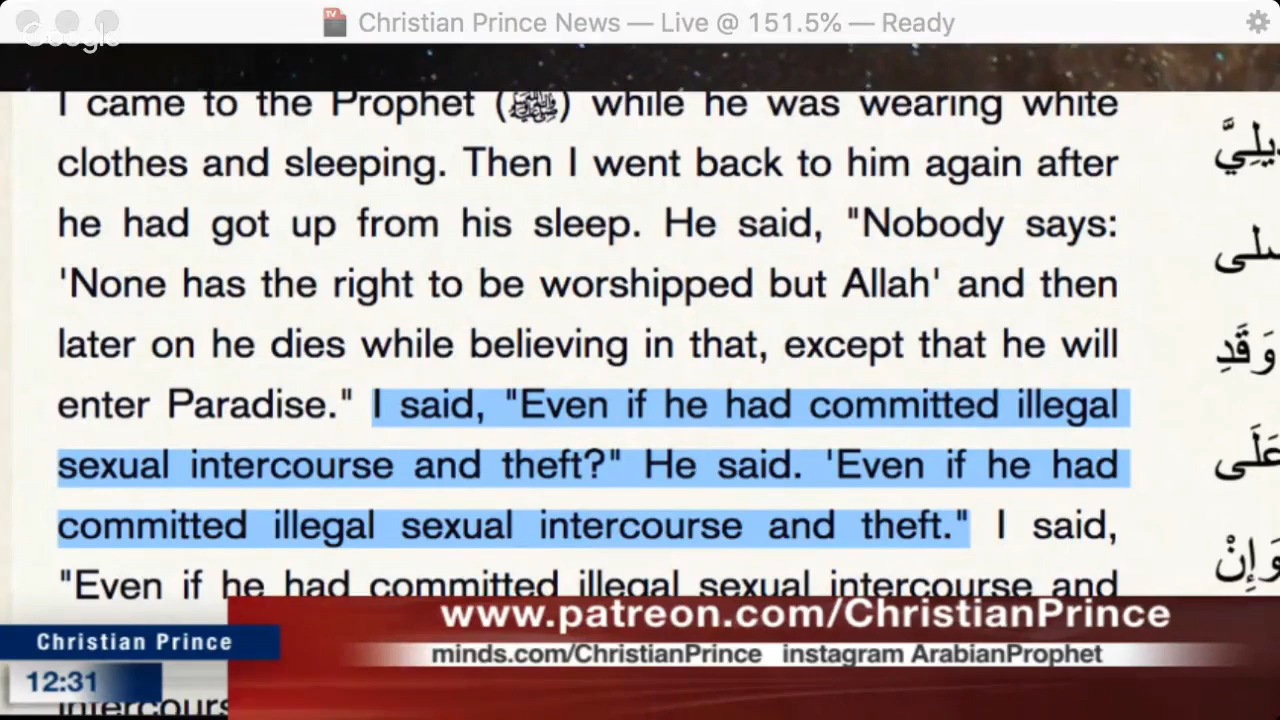 Christian Prince News — Live @ 151.5% — Ready
Google
I came to the Prophet (ﷺ) while he was wearing white
clothes and sleeping. Then I went back to him again after
he had got up from his sleep. He said, "Nobody says:
'None has the right to be worshipped but Allah' and then
later on he dies while believing in that, except that he will
enter Paradise." I said, "Even if he had committed illegal
sexual intercourse and theft?" He said. 'Even if he had
committed illegal sexual intercourse and theft." I said,
"Even if he had committed illegal sexual intercourse and
صلى
وَقَدِ
عَلَى
وَإِنْ
www.patreon.com/ChristianPrince
Christian Prince
minds.com/ChristianPrince instagram ArabianProphet
12:31